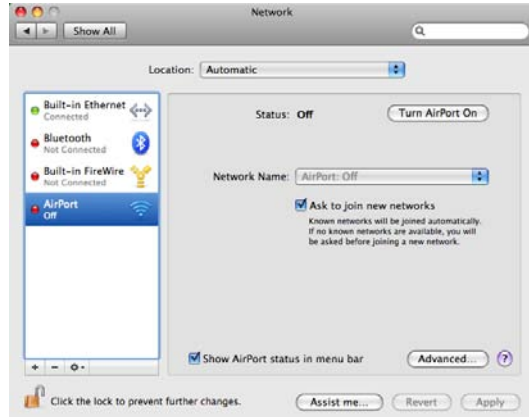 Network
Show All
Location: Automatic
Built-in Ethernet
Connected
Bluetooth
Not Connected
Built-in FireWire
Not Connected
AirPort
Off
Status: Off
Turn AirPort On
Network Name: AirPort: Off
Ask to join new networks
Known networks will be joined automatically.
If no known networks are available, you will
be asked before joining a new network.
Show AirPort status in menu bar
Advanced...
?
Click the lock to prevent further changes.
Assist me...
Revert
Apply